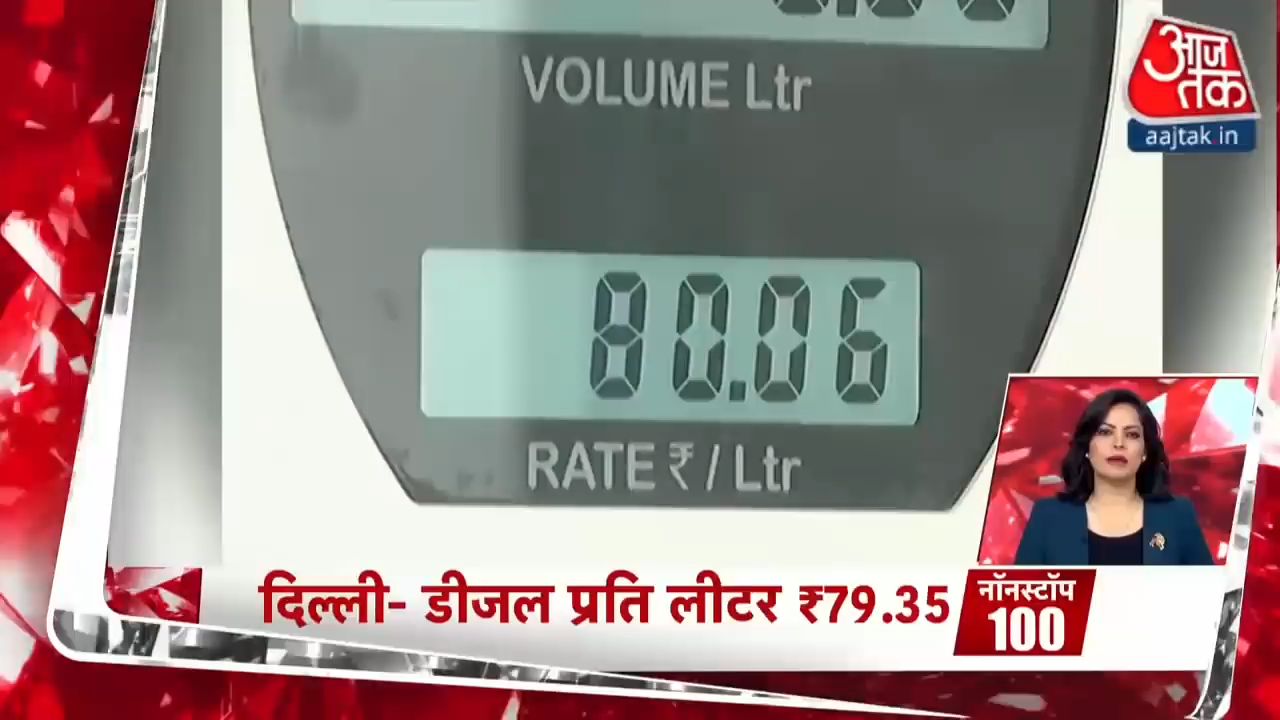 VOLUME Ltr
आज
तक
aajtak.in
80.06
RATE ₹ / Ltr
दिल्ली- डीजल प्रति लीटर ₹79.35
नॉनस्टॉप
100